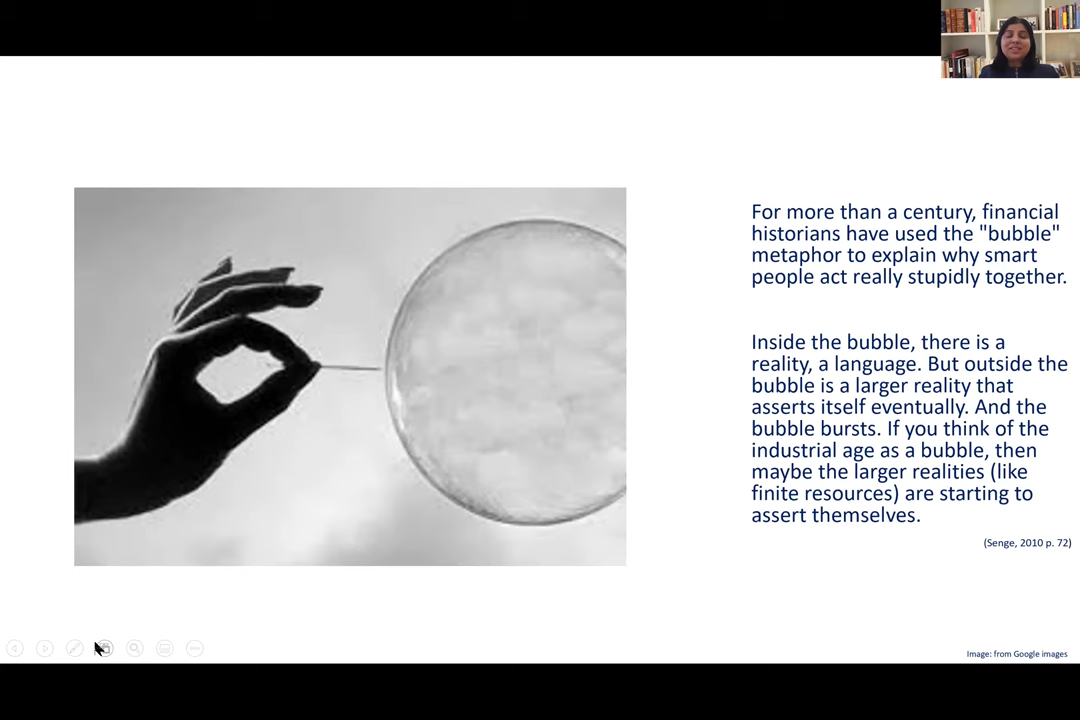 For more than a century, financial
historians have used the "bubble"
metaphor to explain why smart
people act really stupidly together.
Inside the bubble, there is a
reality, a language. But outside the
bubble is a larger reality that
asserts itself eventually. And the
bubble bursts. If you think of the
industrial age as a bubble, then
maybe the larger realities (like
finite resources) are starting to
assert themselves.
(Senge, 2010 p. 72)
Image: from Google images